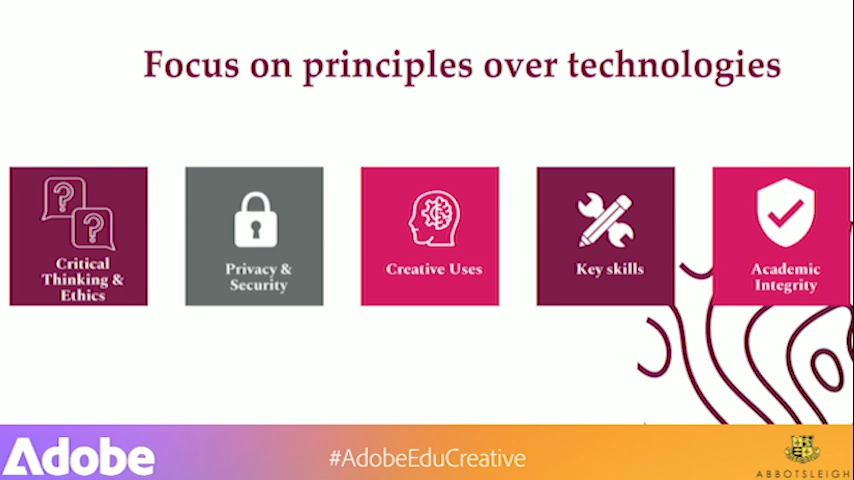 Focus on principles over technologies
?
?
Critical
Thinking &
Ethics
Privacy &
Security
Creative Uses
Key skills
Academic
Integrity
Adobe
#AdobeEduCreative
ABBOTSLEIGH